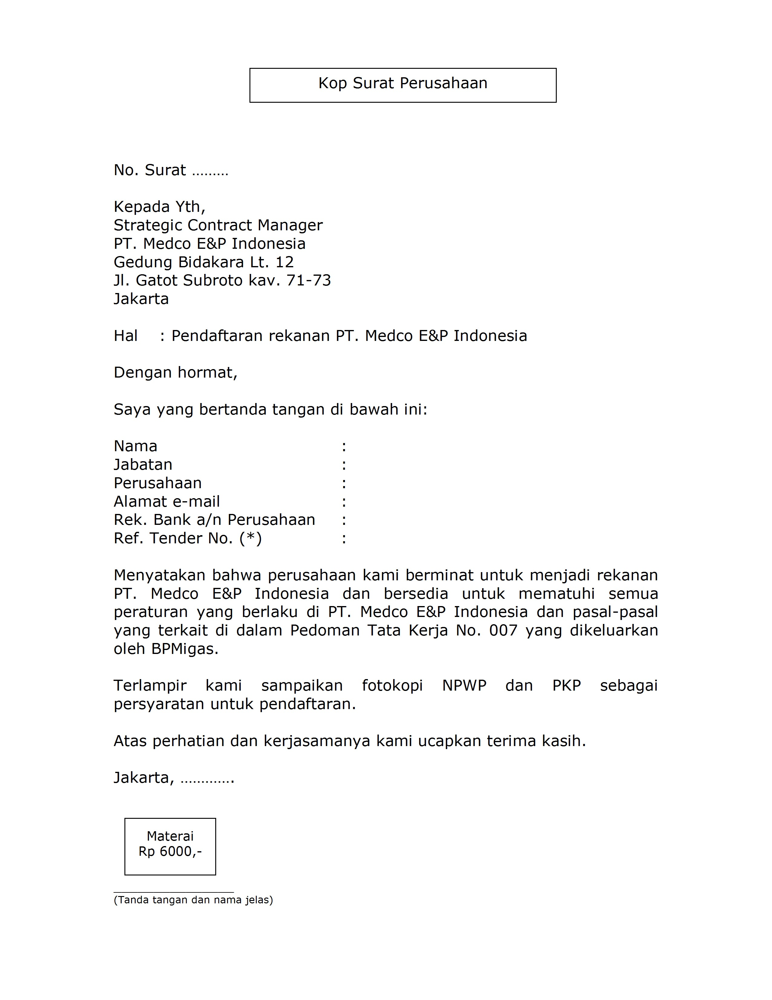 Kop Surat Perusahaan
No. Surat .........
Kepada Yth,
Strategic Contract Manager
PT. Medco E&P Indonesia
Gedung Bidakara Lt. 12
Jl. Gatot Subroto kav. 71-73
Jakarta
Hal : Pendaftaran rekanan PT. Medco E&P Indonesia
Dengan hormat,
Saya yang bertanda tangan di bawah ini:
Nama :
Jabatan :
Perusahaan :
Alamat e-mail :
Rek. Bank a/n Perusahaan :
Ref. Tender No. (*) :
Menyatakan bahwa perusahaan kami berminat untuk menjadi rekanan
PT. Medco E&P Indonesia dan bersedia untuk mematuhi semua
peraturan yang berlaku di PT. Medco E&P Indonesia dan pasal-pasal
yang terkait di dalam Pedoman Tata Kerja No. 007 yang dikeluarkan
oleh BPMigas.
Terlampir kami sampaikan fotokopi NPWP dan PKP sebagai
persyaratan untuk pendaftaran.
Atas perhatian dan kerjasamanya kami ucapkan terima kasih.
Jakarta, .............
Materai
Rp 6000,-
(Tanda tangan dan nama jelas)